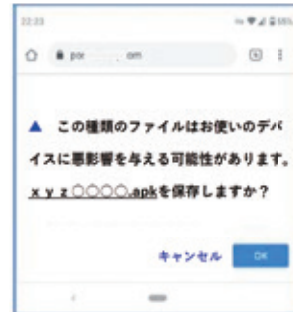 22:23
この種類のファイルはお使いのデバ
イスに悪影響を与える可能性があります。
x y z○○○○.apkを保存しますか？
キャンセル OK